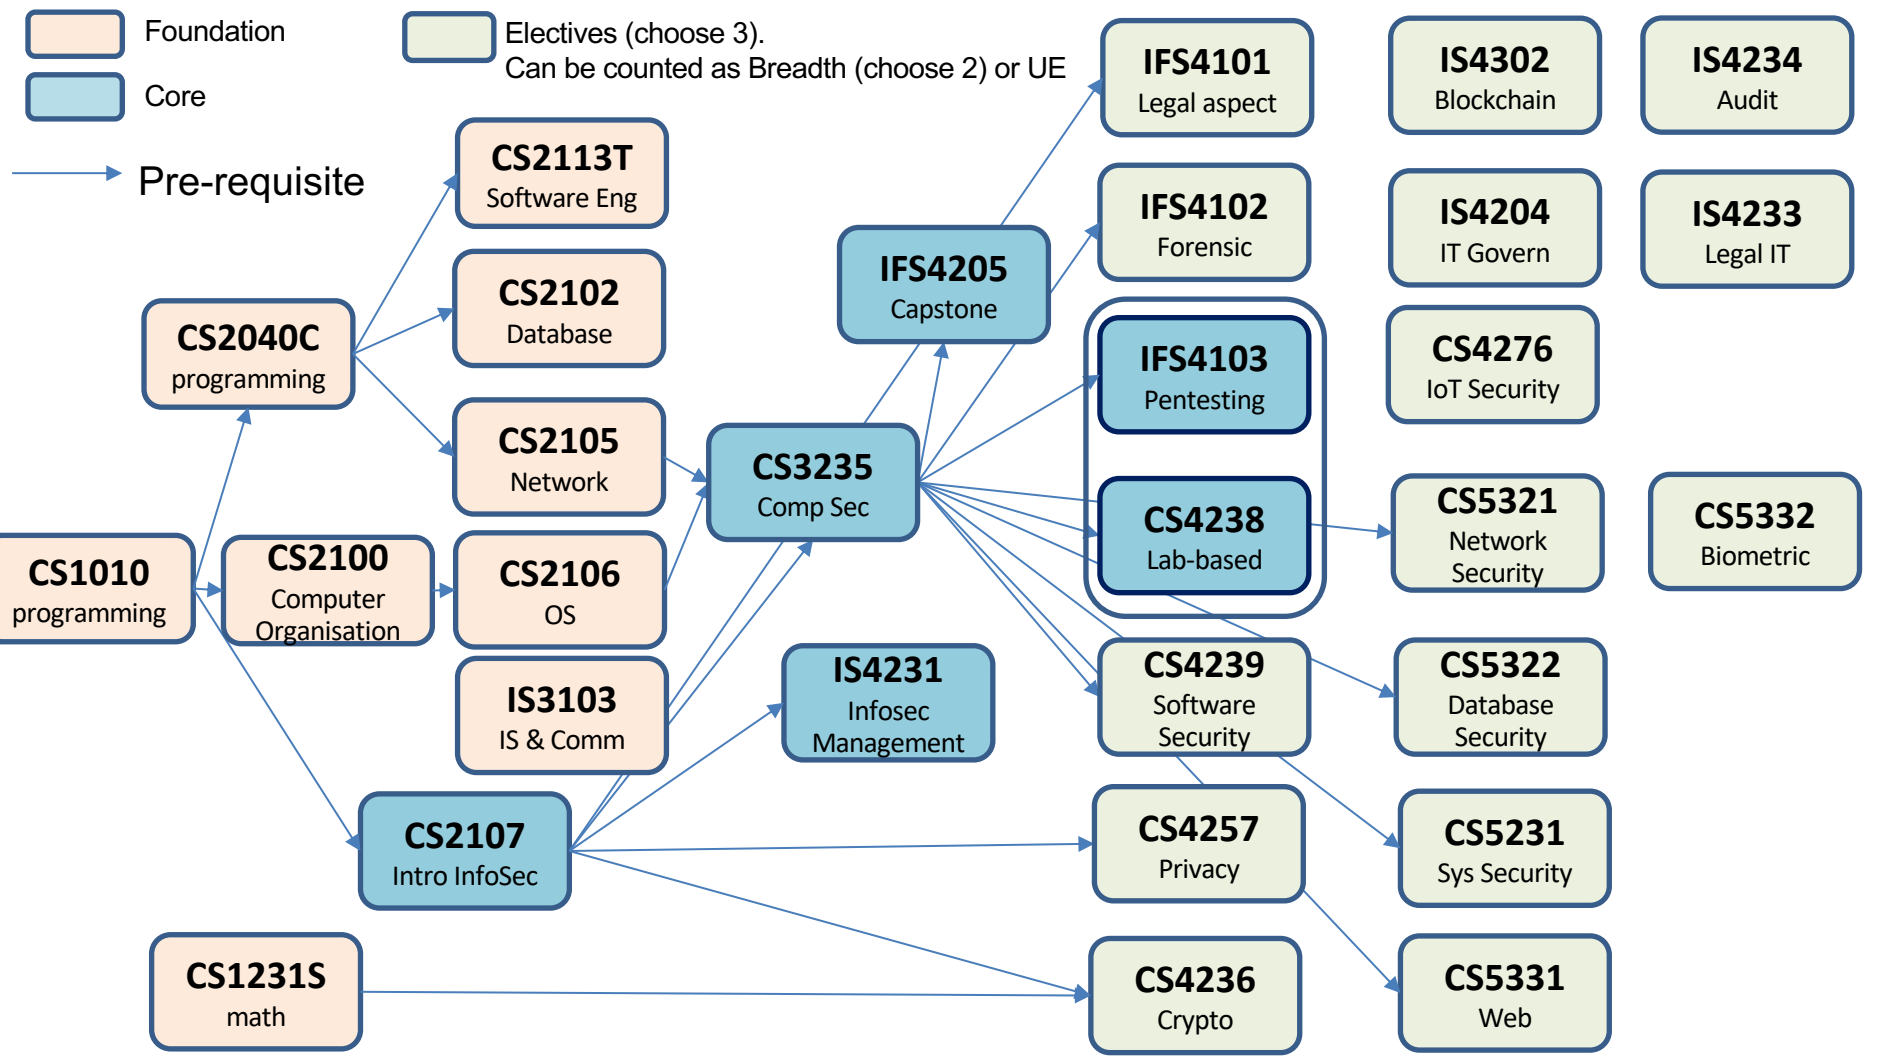 Foundation
Core
Pre-requisite
Electives (choose 3).
Can be counted as Breadth (choose 2) or UE
CS1010
programming
CS2040C
programming
CS2100
Computer
Organisation
CS1231S
math
CS2113T
Software Eng
CS2102
Database
CS2105
Network
CS2106
OS
IS3103
IS & Comm
CS2107
Intro InfoSec
IFS4205
Capstone
CS3235
Comp Sec
IS4231
Infosec
Management
IFS4101
Legal aspect
IFS4102
Forensic
IFS4103
Pentesting
CS4238
Lab-based
CS4239
Software
Security
CS4257
Privacy
CS4236
Crypto
IS4302
Blockchain
IS4204
IT Govern
CS4276
IoT Security
CS5321
Network
Security
CS5322
Database
Security
CS5231
Sys Security
CS5331
Web
IS4234
Audit
IS4233
Legal IT
CS5332
Biometric